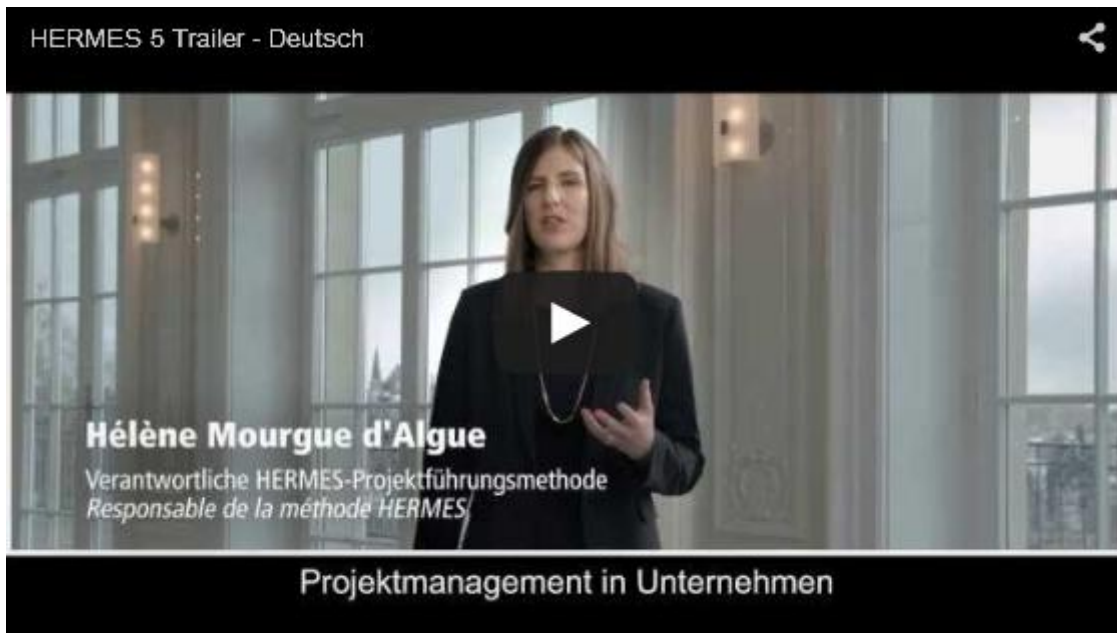 HERMES 5 Trailer - Deutsch
Hélène Mourgue d'Algue
Verantwortliche HERMES-Projektführungsmethode
Responsable de la méthode HERMES
Projektmanagement in Unternehmen